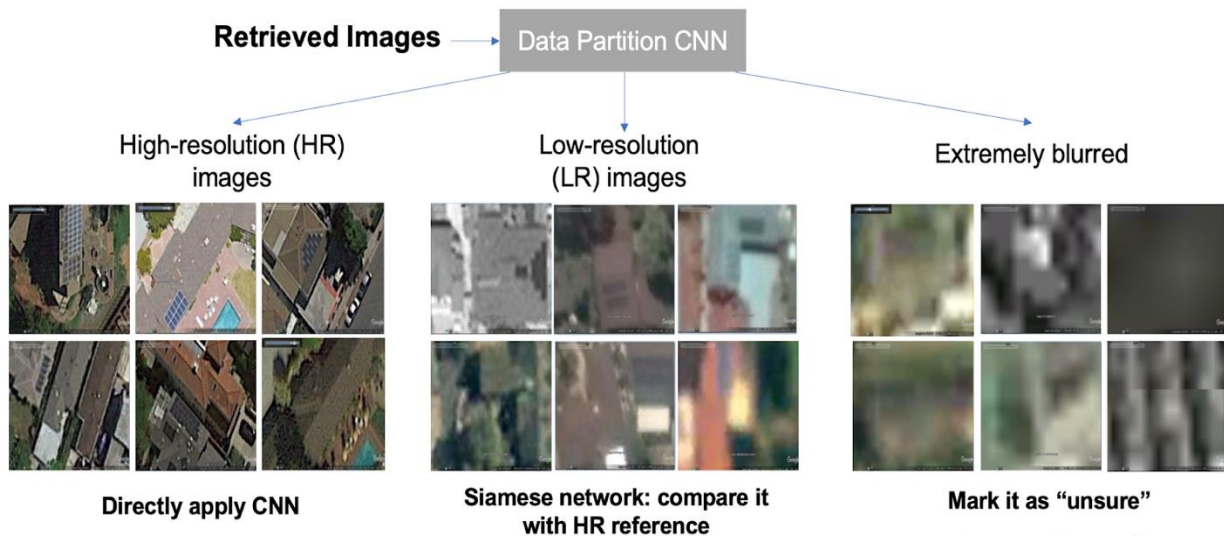 Retrieved Images
Data Partition CNN
High-resolution (HR)
images
Low-resolution
(LR) images
Extremely blurred
Directly apply CNN
Siamese network: compare it
with HR reference
Mark it as “unsure”